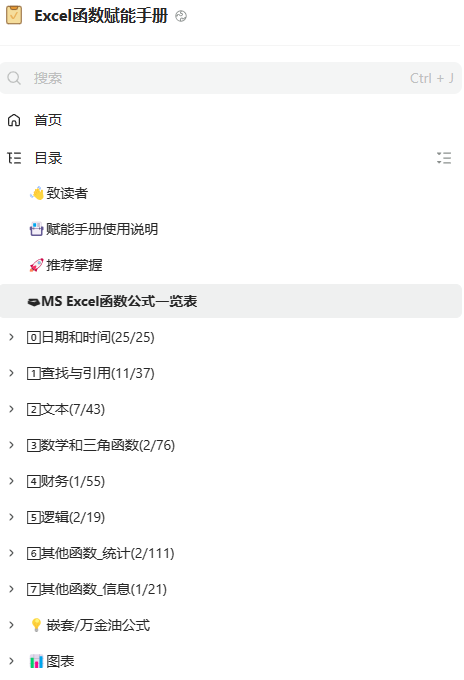 Excel函数赋能手册
搜索 Ctrl + J
首页
目录
👋致读者
📇赋能手册使用说明
🚀推荐掌握
MS Excel函数公式一览表
0日期和时间(25/25)
1查找与引用(11/37)
2文本(7/43)
3数学和三角函数(2/76)
4财务(1/55)
5逻辑(2/19)
6其他函数_统计(2/111)
7其他函数_信息(1/21)
💡嵌套/万金油公式
📊图表